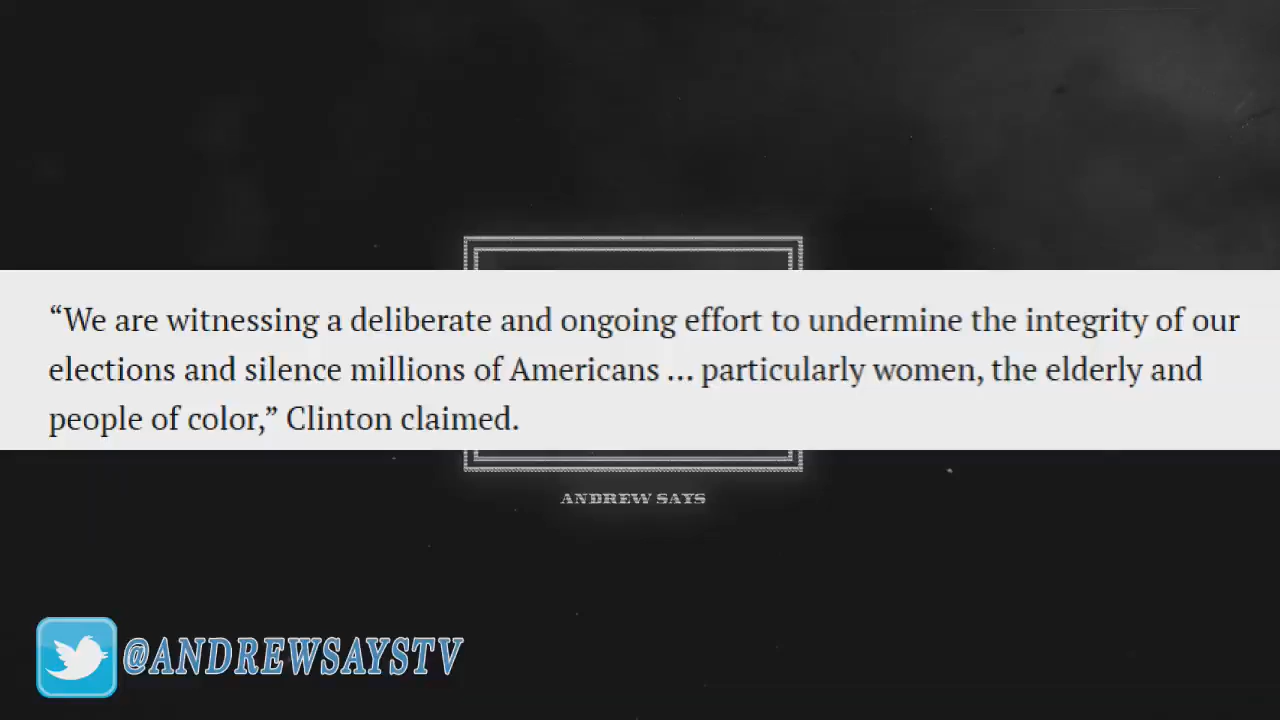 “We are witnessing a deliberate and ongoing effort to undermine the integrity of our
elections and silence millions of Americans ... particularly women, the elderly and
people of color,” Clinton claimed.
ANDREW SAYS
@ANDREWSAYSTV